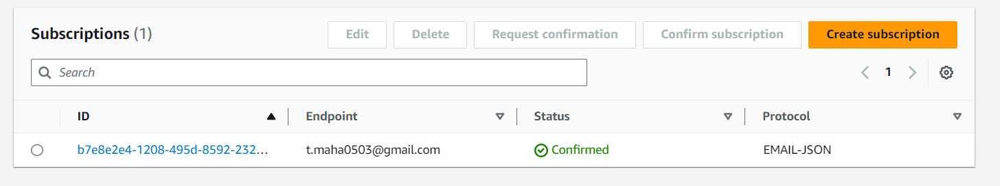 Subscriptions (1)
Edit
Delete
Request confirmation
Confirm subscription
Create subscription
Search
1
ID
Endpoint
Status
Protocol
b7e8e2e4-1208-495d-8592-232...
t.maha0503@gmail.com
Confirmed
EMAIL-JSON